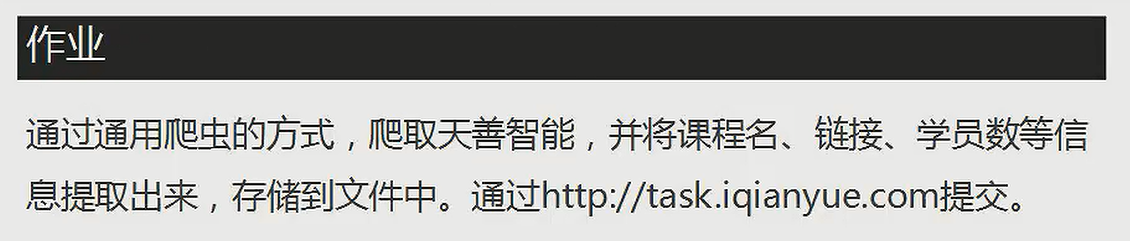 作业
通过通用爬虫的方式，爬取天善智能，并将课程名、链接、学员数等信
息提取出来，存储到文件中。通过http://task.iqianyue.com提交。